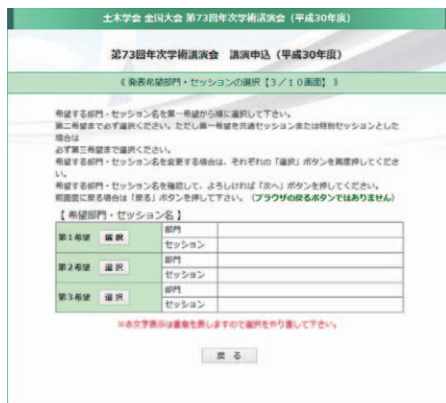 土木学会 全国大会 第73回年次学術講演会（平成30年度）
第73回年次学術講演会　講演申込（平成30年度）
《 発表希望部門・セッションの選択【3／10画面】 》
希望する部門・セッション名を第一希望から順に選択して下さい。
第二希望まで必ず選択ください。ただし第一希望を共通セッションまたは特別セッションとした
場合は
必ず第三希望まで選択ください。
希望する部門・セッション名を変更する場合は、それぞれの「選択」ボタンを再度押してくださ
い。
希望する部門・セッション名を確認して、よろしければ「次へ」ボタンを押してください。
前画面に戻る場合は「戻る」ボタンを押して下さい。（ブラウザの戻るボタンではありません）
【 希望部門・セッション名 】
第1希望 選択 部門
セッション
第2希望 選択 部門
セッション
第3希望 選択 部門
セッション
※赤文字表示は重複を表しますので選択をやり直して下さい。
戻 る